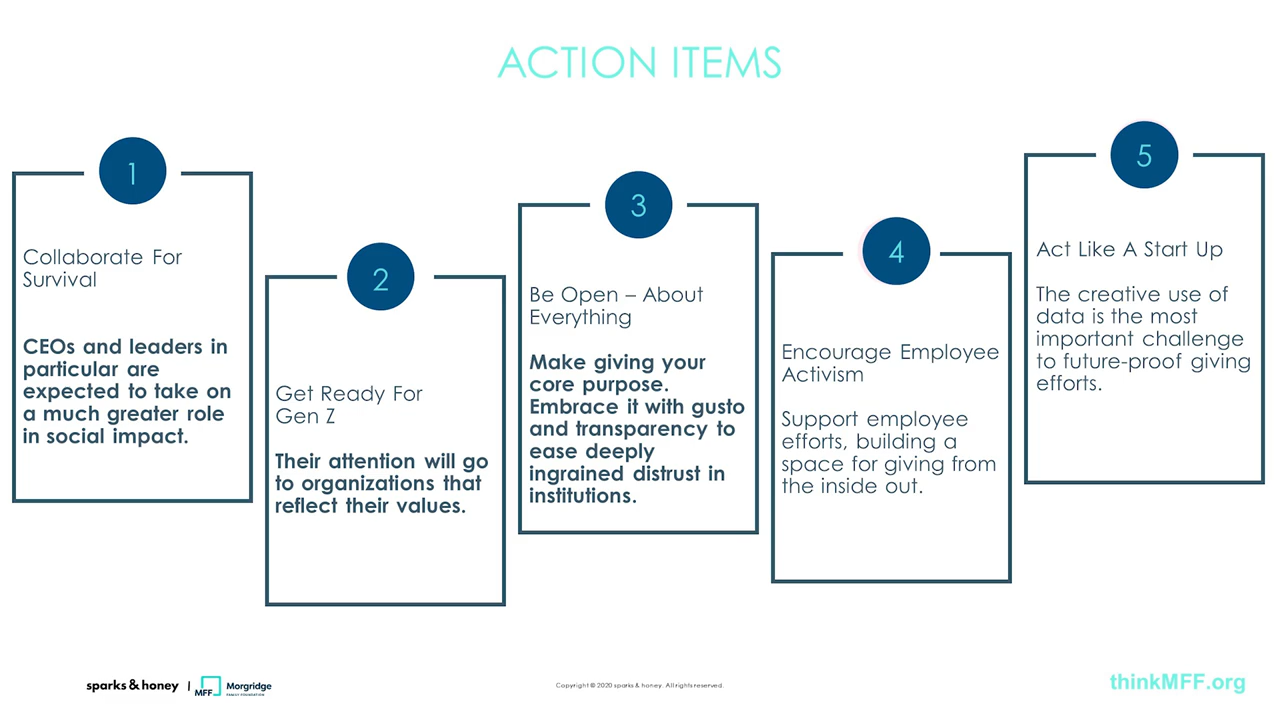 ACTION ITEMS
1
Collaborate For
Survival
CEOs and leaders in
particular are
expected to take on
a much greater role
in social impact.
2
Get Ready For
Gen Z
Their attention will go
to organizations that
reflect their values.
3
Be Open – About
Everything
Make giving your
core purpose.
Embrace it with gusto
and transparency to
ease deeply
ingrained distrust in
institutions.
4
Encourage Employee
Activism
Support employee
efforts, building a
space for giving from
the inside out.
5
Act Like A Start Up
The creative use of
data is the most
important challenge
to future-proof giving
efforts.
sparks & honey | MFF Morgridge
FAMILY FOUNDATION
Copyright © 2020 sparks & honey. All rights reserved.
thinkMFF.org